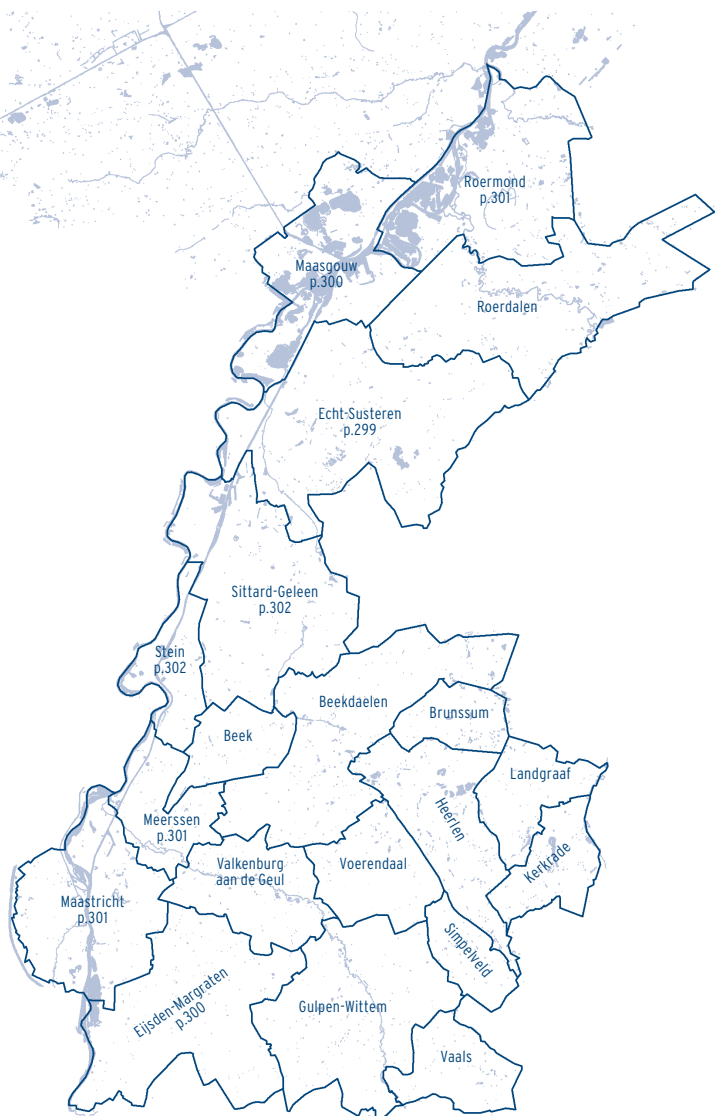 Roermond
p.301
Maasgouw
p.300
Roerdalen
Echt-Susteren
p.299
Sittard-Geleen
p.302
Stein
p.302
Beekdaelen
Brunssum
Beek
Landgraaf
Heerlen
Meerssen
p.301
Kerkrade
Valkenburg
aan de Geul
Voerendaal
Maastricht
p.301
Simpelveld
Eijsden-Margraten
p.300
Gulpen-Wittem
Vaals